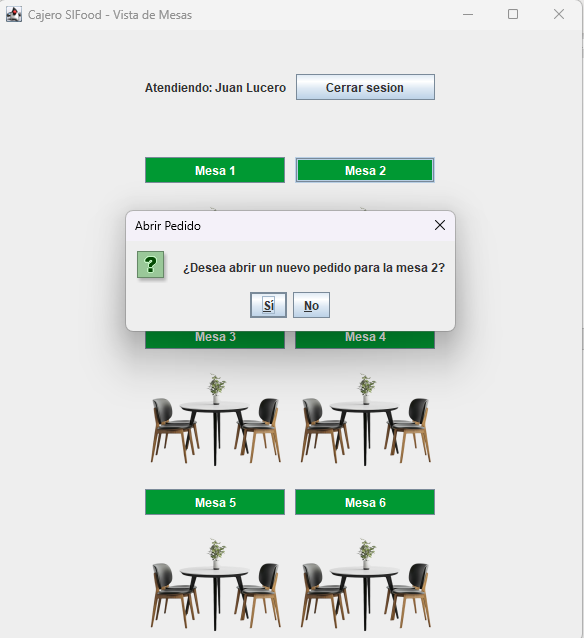 Cajero SIFood - Vista de Mesas
Atendiendo: Juan Lucero
Cerrar sesion
Mesa 1
Mesa 2
Abrir Pedido
?
¿Desea abrir un nuevo pedido para la mesa 2?
Sí
No
Mesa 3
Mesa 4
Mesa 5
Mesa 6